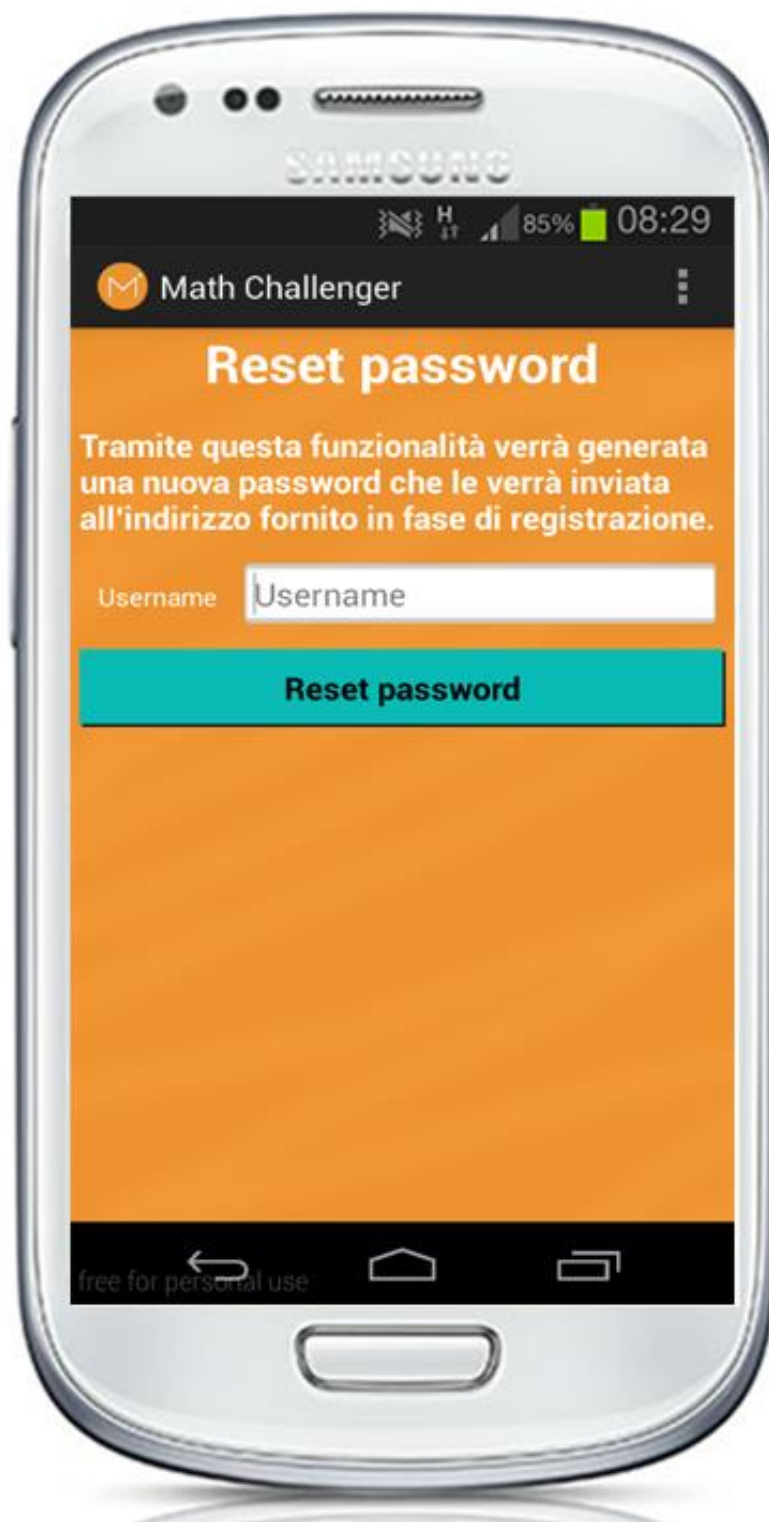 SAMSUNG
H 85% 08:29
Math Challenger
Reset password
Tramite questa funzionalità verrà generata
una nuova password che le verrà inviata
all'indirizzo fornito in fase di registrazione.
Username Username
Reset password
free for personal use